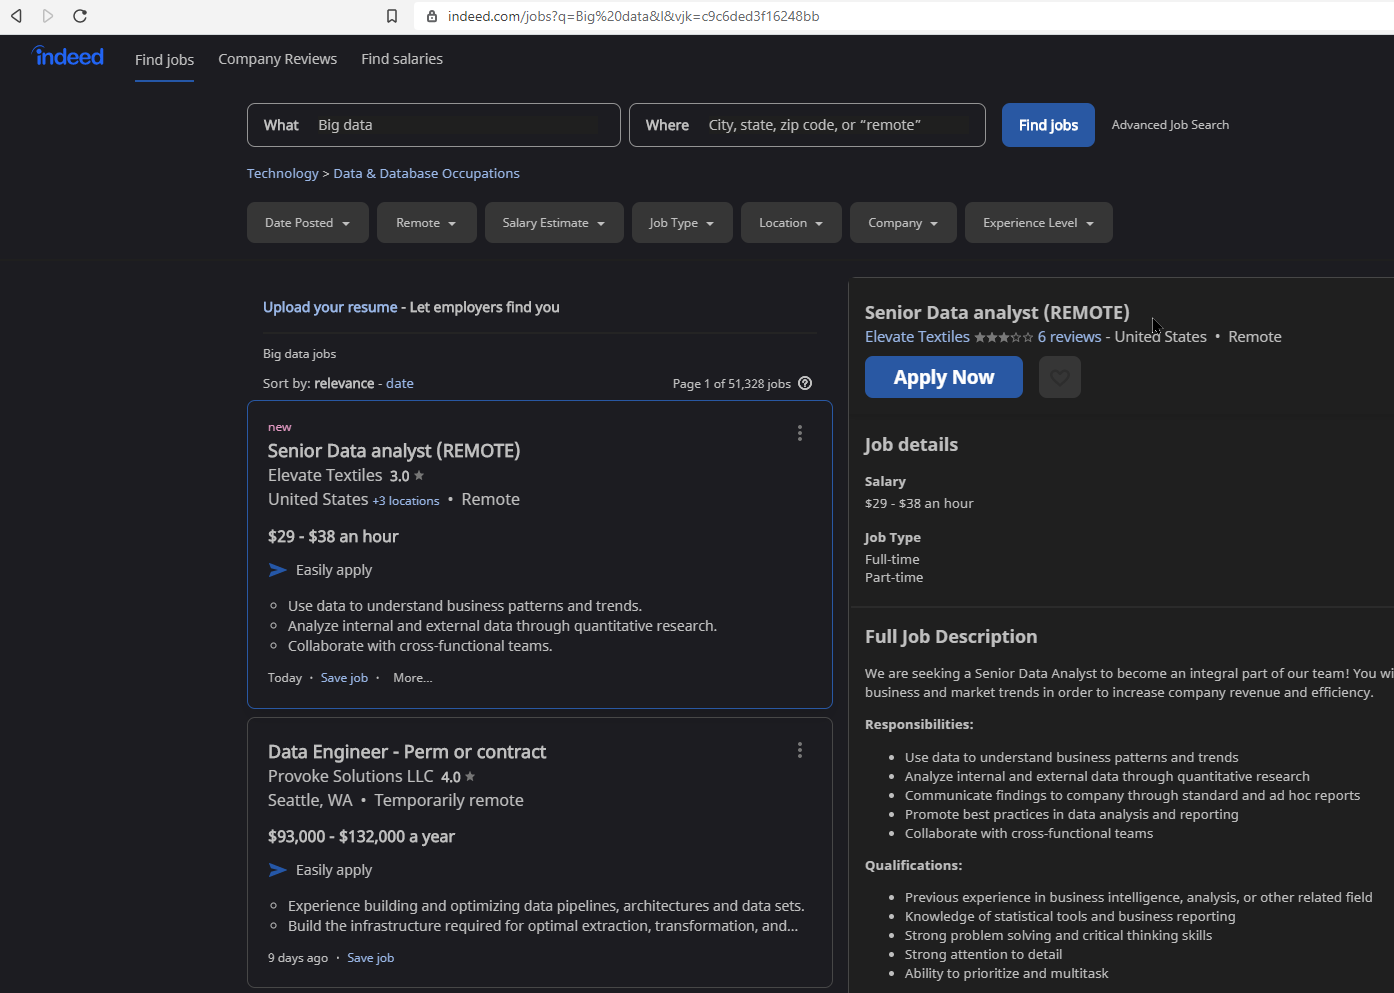 indeed.com/jobs?q=Big%20data&l&vjk=c9c6ded3f16248bb
indeed
Find jobs
Company Reviews
Find salaries
What Big data
Where City, state, zip code, or “remote”
Find jobs
Advanced Job Search
Technology > Data & Database Occupations
Date Posted
Remote
Salary Estimate
Job Type
Location
Company
Experience Level
Upload your resume - Let employers find you
Big data jobs
Sort by: relevance - date
Page 1 of 51,328 jobs
new
Senior Data analyst (REMOTE)
Elevate Textiles 3.0
United States +3 locations • Remote
$29 - $38 an hour
Easily apply
Use data to understand business patterns and trends.
Analyze internal and external data through quantitative research.
Collaborate with cross-functional teams.
Today · Save job · More...
Data Engineer - Perm or contract
Provoke Solutions LLC 4.0
Seattle, WA • Temporarily remote
$93,000 - $132,000 a year
Easily apply
Experience building and optimizing data pipelines, architectures and data sets.
Build the infrastructure required for optimal extraction, transformation, and...
9 days ago · Save job
Senior Data analyst (REMOTE)
Elevate Textiles 6 reviews - United States • Remote
Apply Now
Job details
Salary
$29 - $38 an hour
Job Type
Full-time
Part-time
Full Job Description
We are seeking a Senior Data Analyst to become an integral part of our team! You wi
business and market trends in order to increase company revenue and efficiency.
Responsibilities:
• Use data to understand business patterns and trends
• Analyze internal and external data through quantitative research
• Communicate findings to company through standard and ad hoc reports
• Promote best practices in data analysis and reporting
• Collaborate with cross-functional teams
Qualifications:
• Previous experience in business intelligence, analysis, or other related field
• Knowledge of statistical tools and business reporting
• Strong problem solving and critical thinking skills
• Strong attention to detail
• Ability to prioritize and multitask